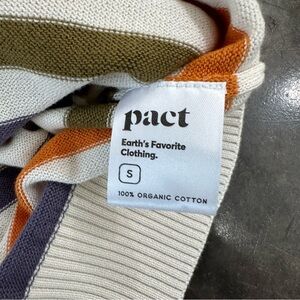 pact
Earth's Favorite
Clothing.
S
100% ORGANIC COTTON